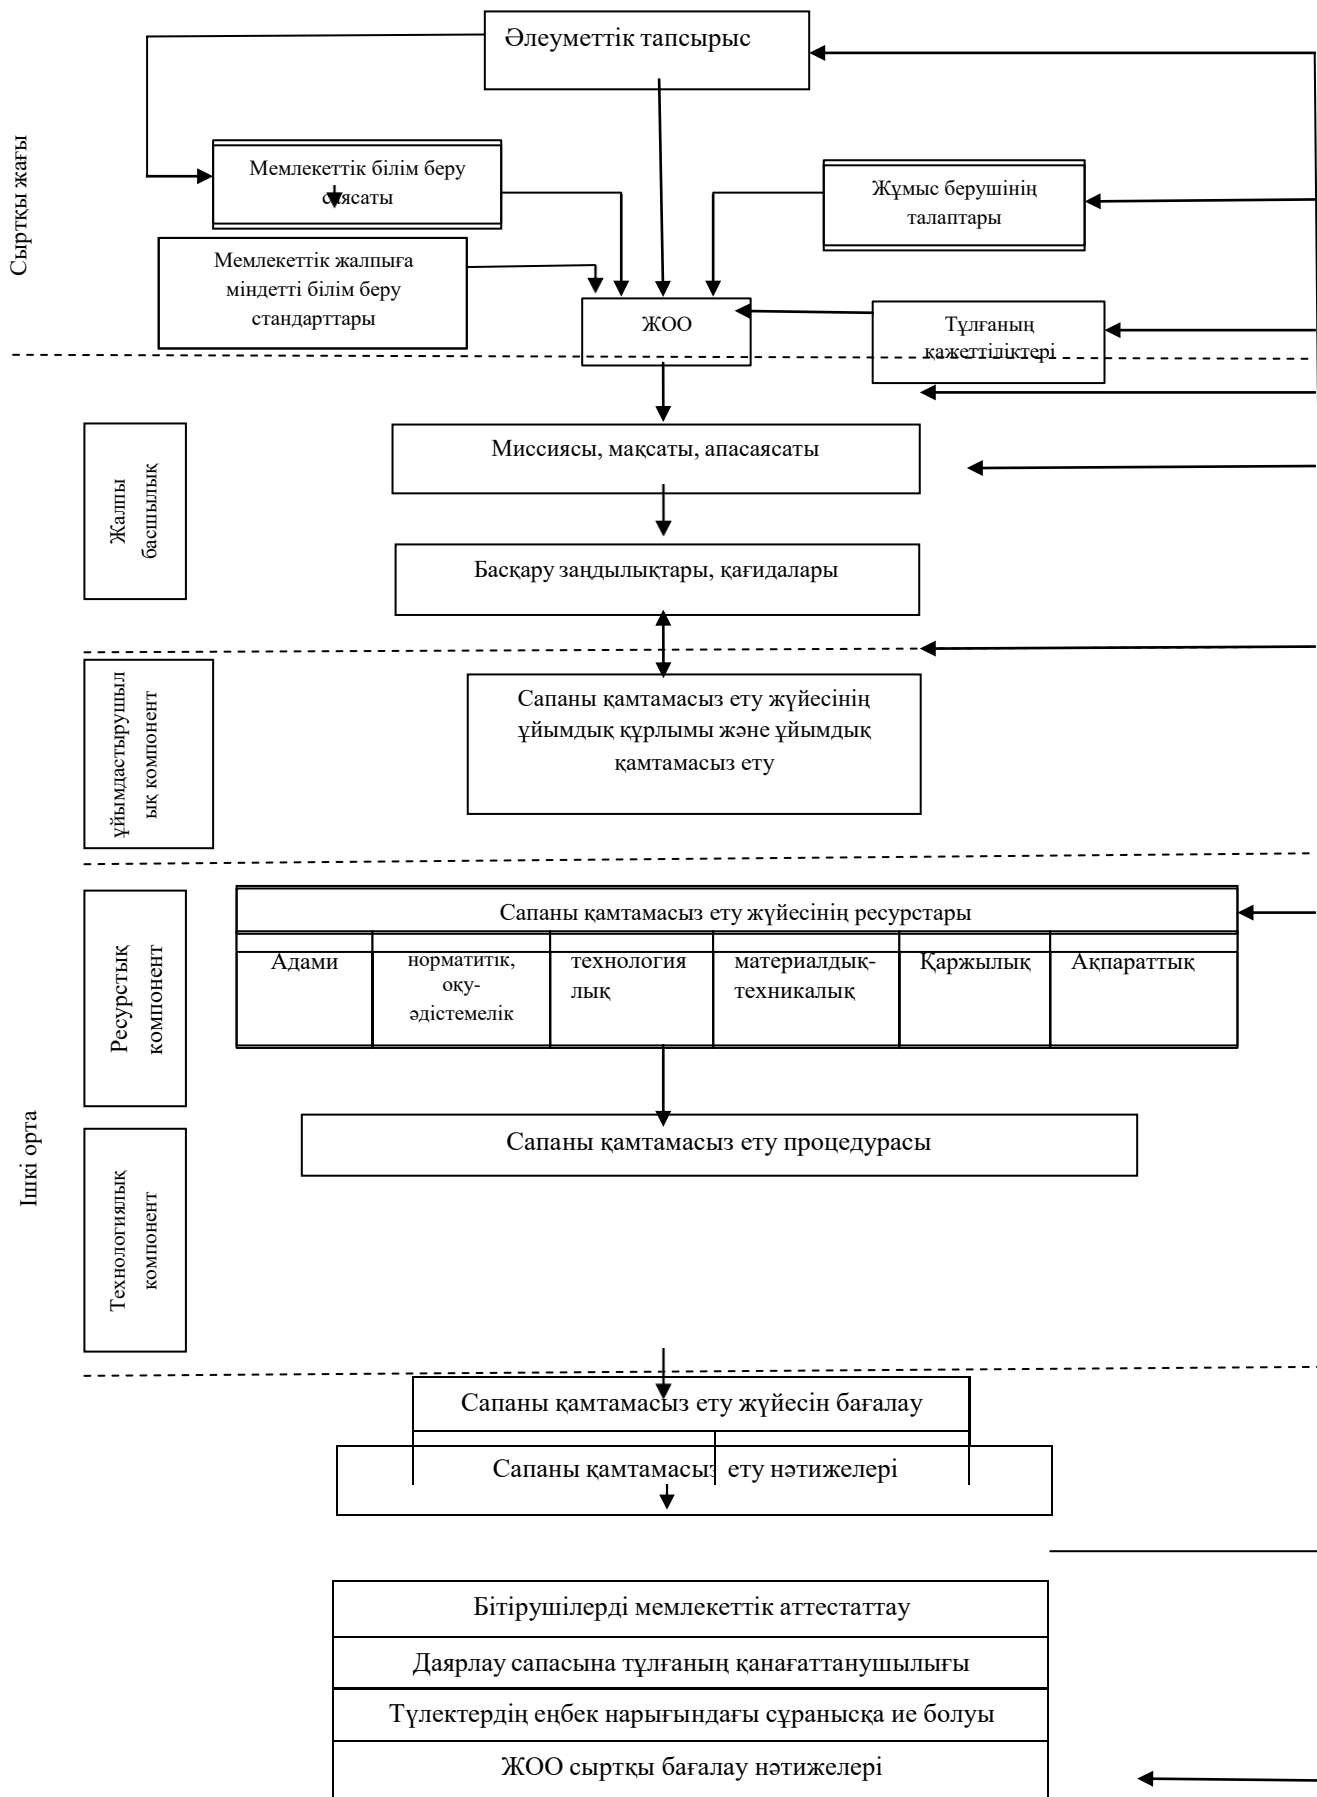 Әлеуметтік тапсырыс
Сыртқы жағы
Мемлекеттік білім беру
саясаты
Жұмыс берушінің
талаптары
Мемлекеттік жалпыға
міндетті білім беру
стандарттары
ЖОО
Тұлғаның
қажеттіліктері
Жалпы
басшылық
Миссиясы, мақсаты, апасаясаты
Басқару заңдылықтары, қағидалары
ұйымдастырушыл
ық компонент
Сапаны қамтамасыз ету жүйесінің
ұйымдық құрлымы және ұйымдық
қамтамасыз ету
Ішкі орта
Ресурстық
компонент
Сапаны қамтамасыз ету жүйесінің ресурстары
Адами
норматитік,
оқу-
әдістемелік
технология
лық
материалдық-
техникалық
Қаржылық
Ақпараттық
Сапаны қамтамасыз ету процедурасы
Технологиялық
компонент
Сапаны қамтамасыз ету жүйесін бағалау
Сапаны қамтамасыз ету нәтижелері
Бітірушілерді мемлекеттік аттестаттау
Даярлау сапасына тұлғаның қанағаттанушылығы
Түлектердің еңбек нарығындағы сұранысқа ие болуы
ЖОО сыртқы бағалау нәтижелері